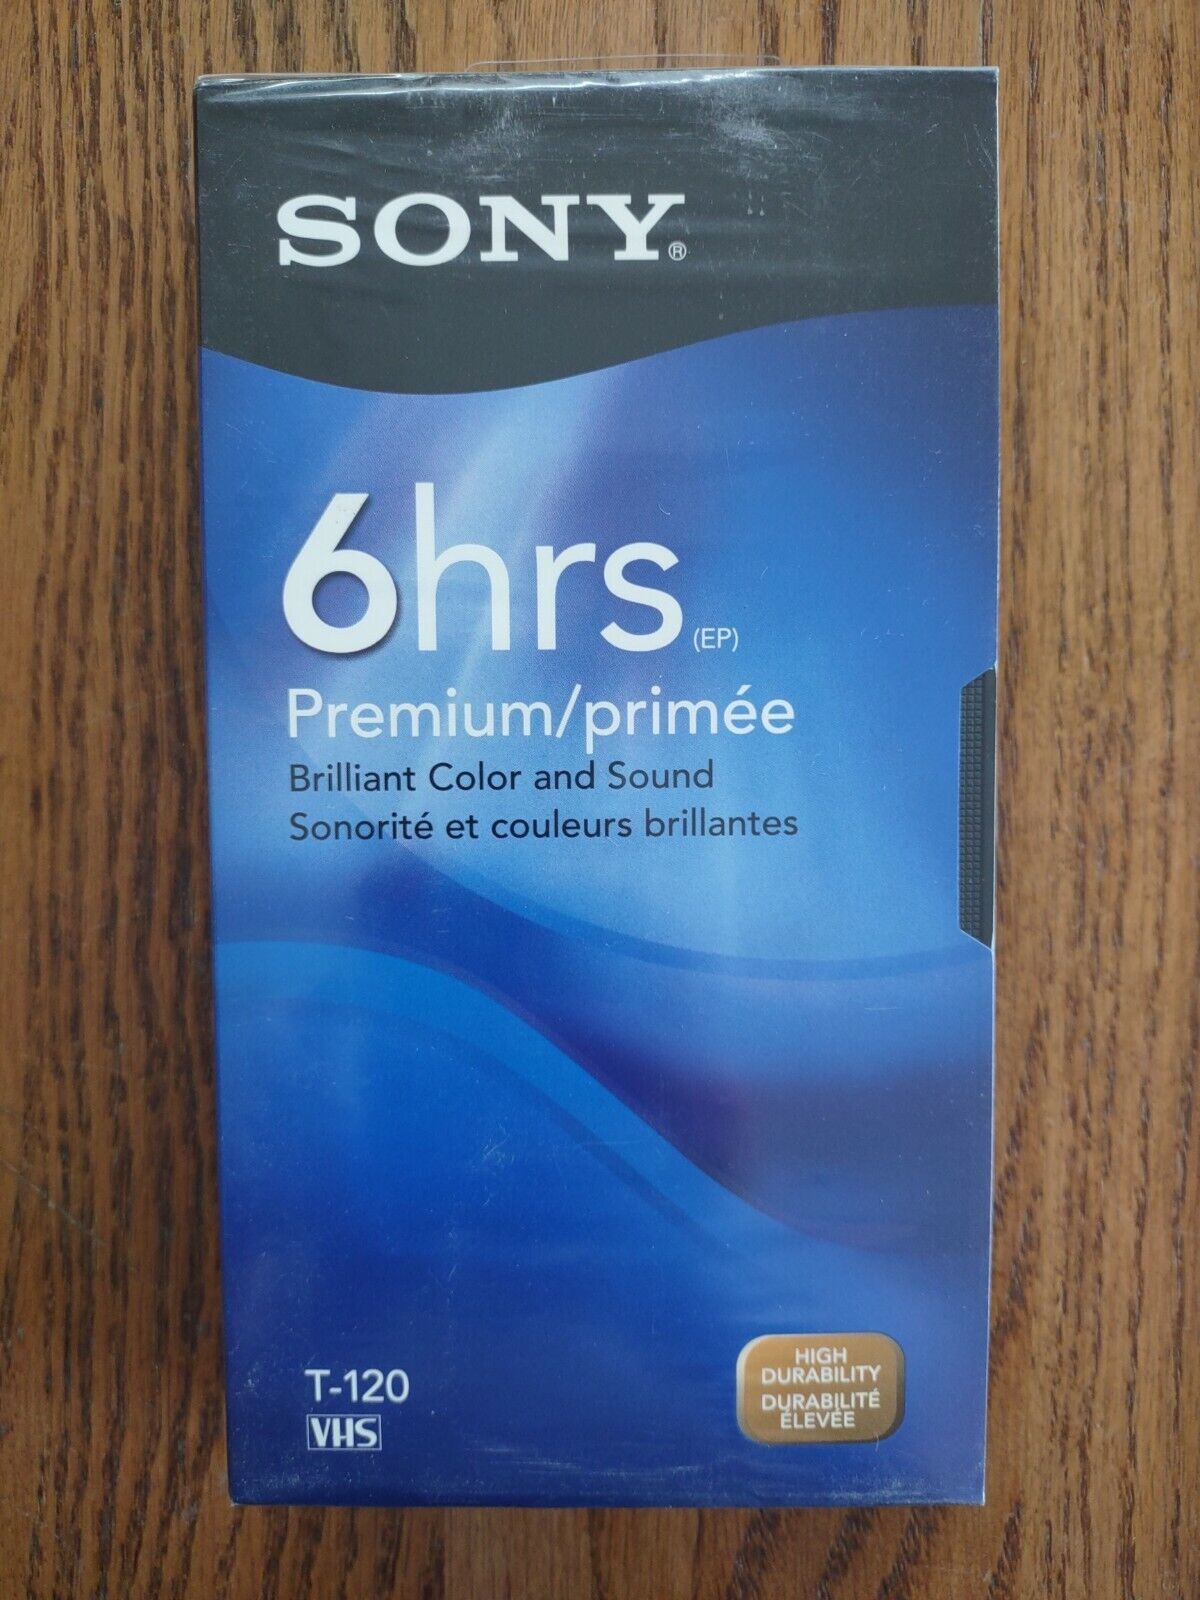 SONY®
6hrs (EP)
Premium/primée
Brilliant Color and Sound
Sonorité et couleurs brillantes
T-120
VHS
HIGH
DURABILITY
DURABILITÉ
ÉLEVÉE